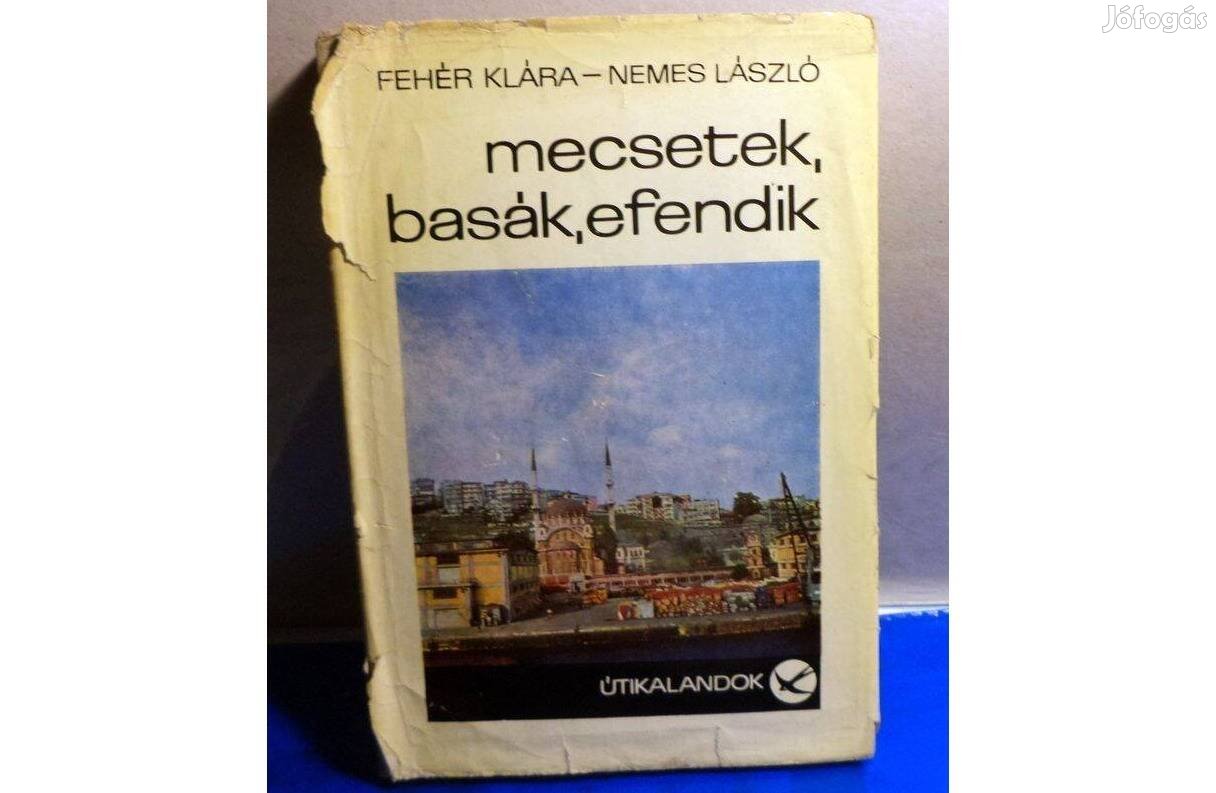 Jófogás
FEHÉR KLÁRA – NEMES LÁSZLÓ
mecsetek,
basák, efendik
ÚTIKALANDOK